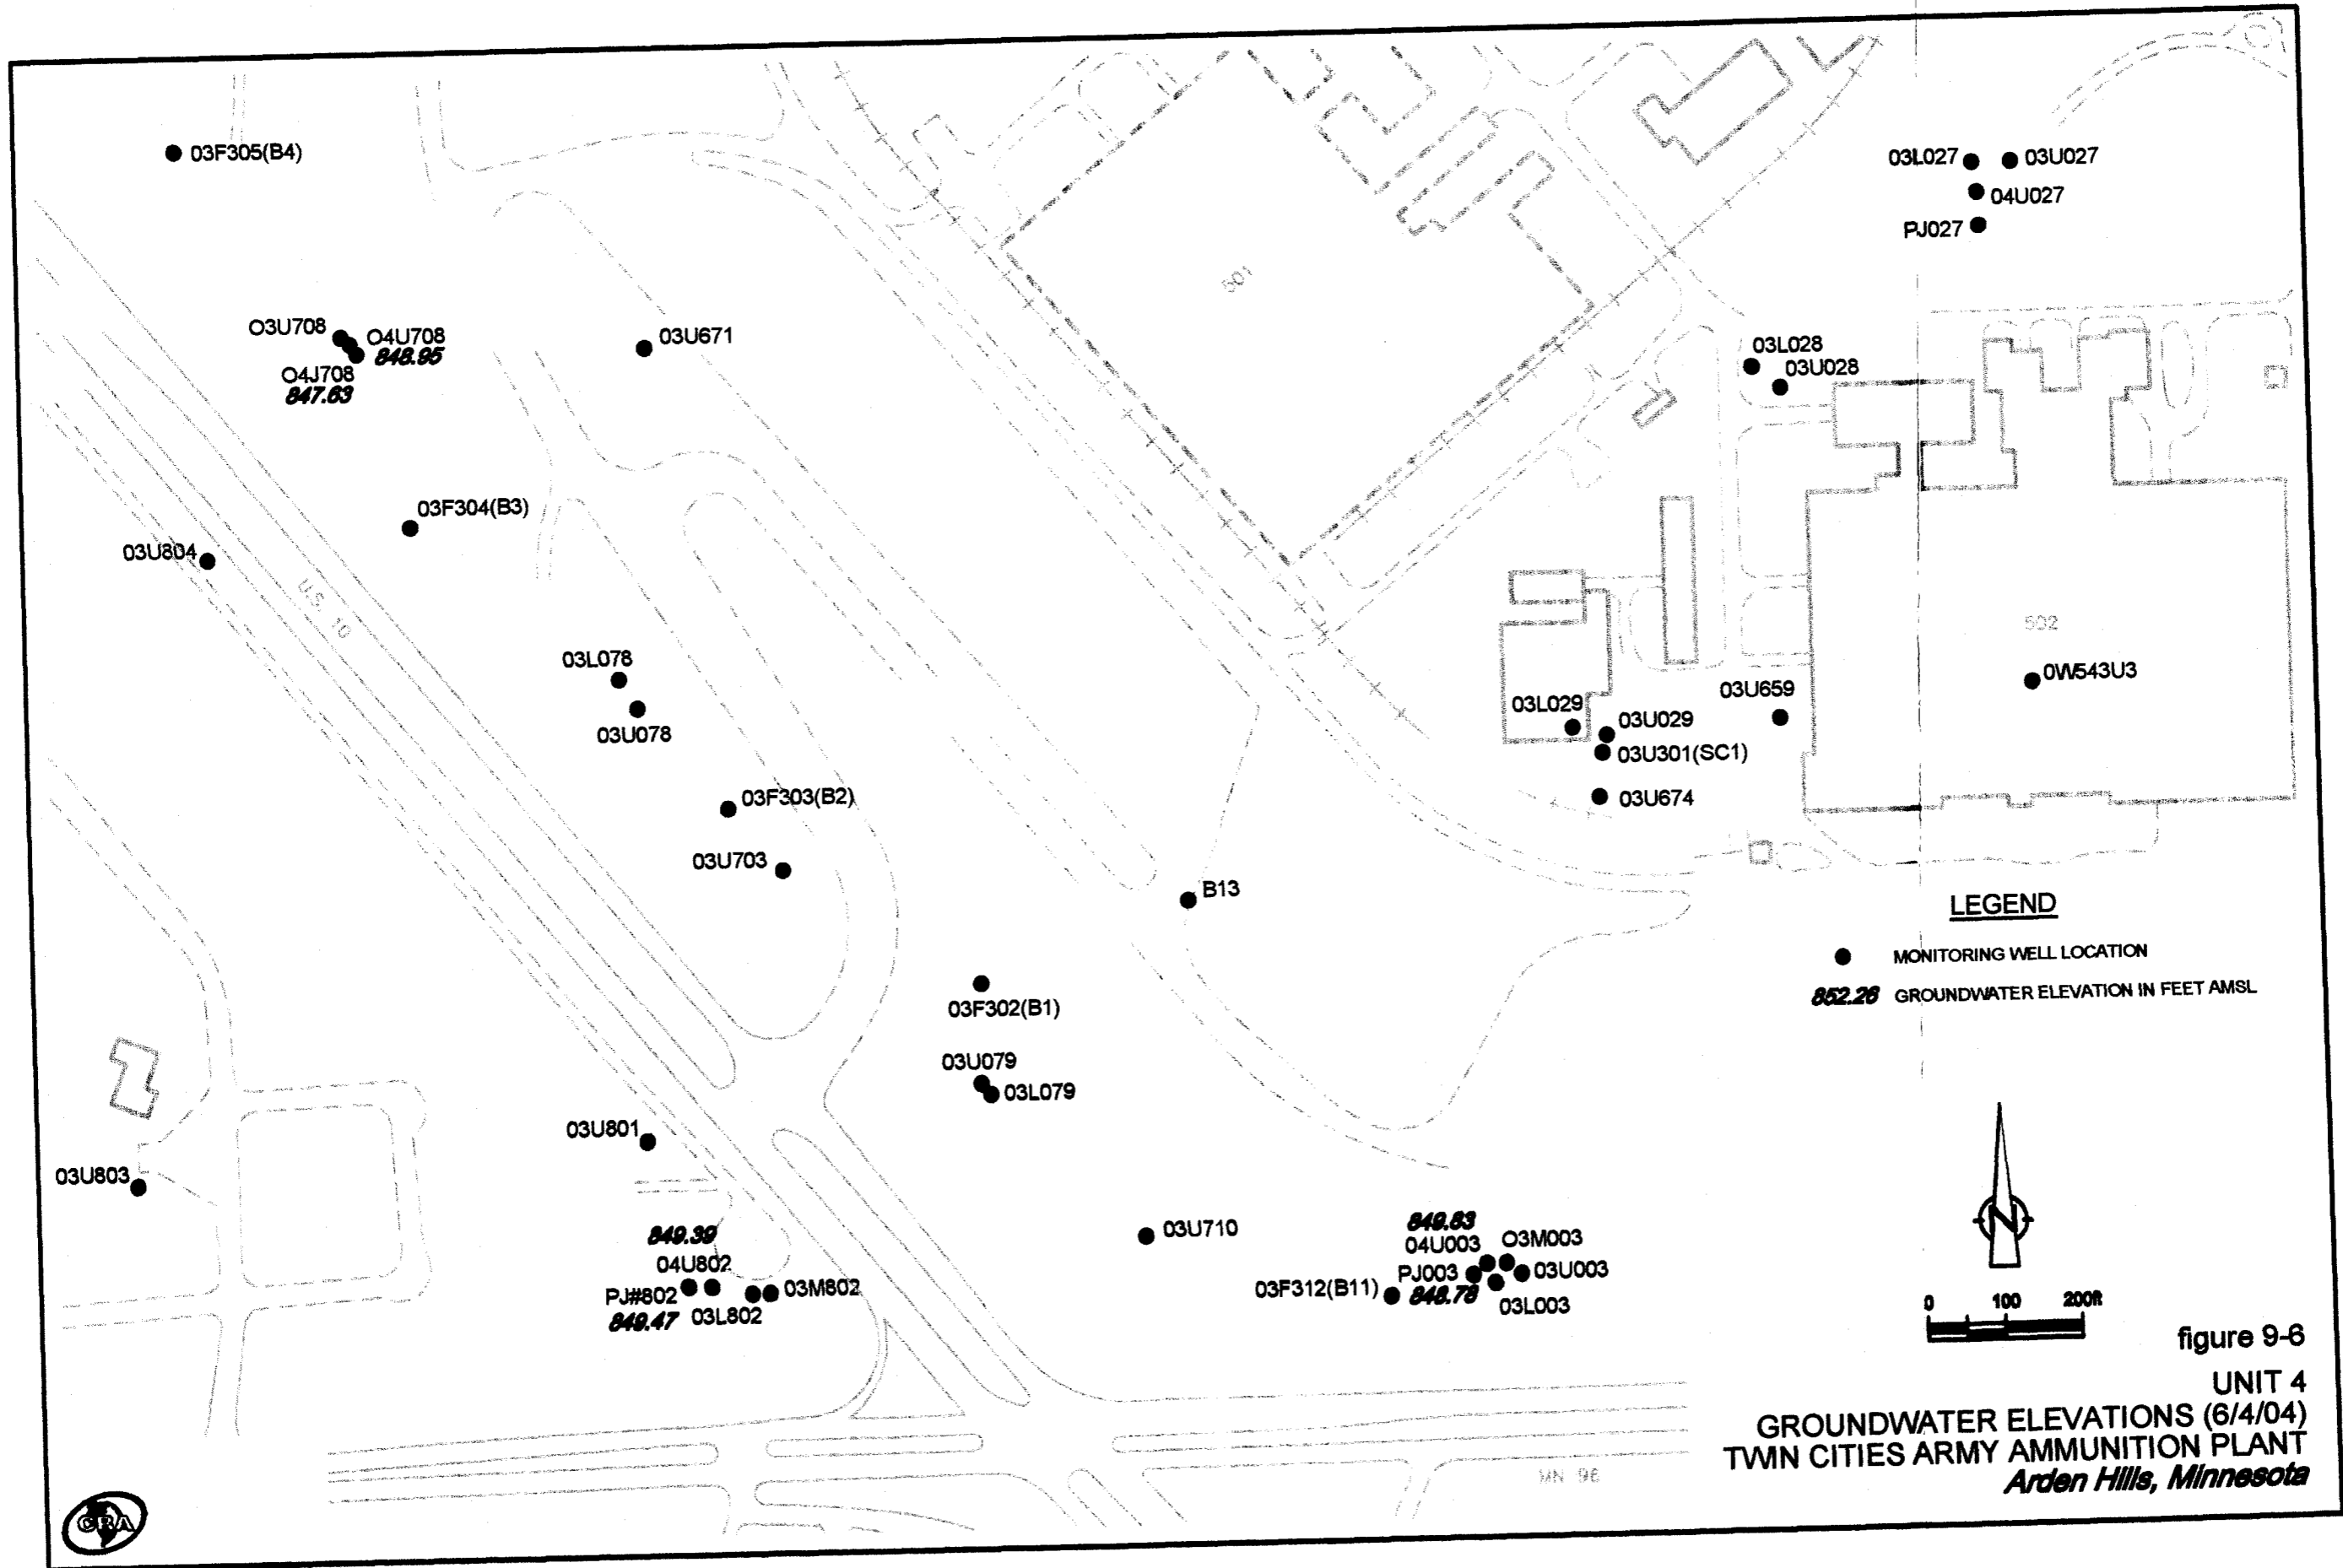 03F305(B4)
03L027
03U027
04U027
PJ027
501
O3U708
O4U708
848.95
O4J708
847.63
03U671
03L028
03U028
03F304(B3)
03U804
U.S. 10
03L078
03U078
502
0W543U3
03U659
03L029
03U029
03U301(SC1)
03U674
03F303(B2)
03U703
B13
LEGEND
MONITORING WELL LOCATION
852.26 GROUNDWATER ELEVATION IN FEET AMSL
03F302(B1)
03U079
03L079
03U801
03U803
849.39
04U802
PJ#802
849.47
03L802
03M802
03U710
849.83
04U003
O3M003
PJ003
03U003
03F312(B11)
848.78
03L003
N
0 100 200ft
figure 9-6
UNIT 4
GROUNDWATER ELEVATIONS (6/4/04)
TWIN CITIES ARMY AMMUNITION PLANT
Arden Hills, Minnesota
MN 96
CRA